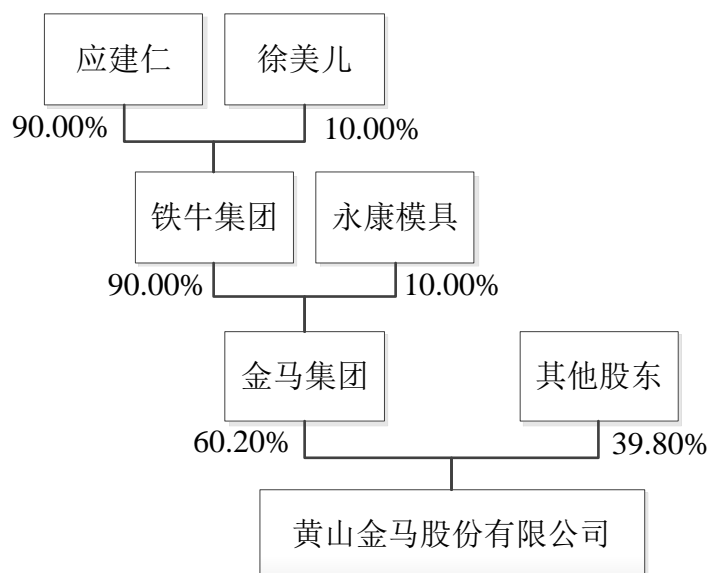 应建仁
徐美儿
90.00%
10.00%
铁牛集团
永康模具
90.00%
10.00%
金马集团
其他股东
60.20%
39.80%
黄山金马股份有限公司